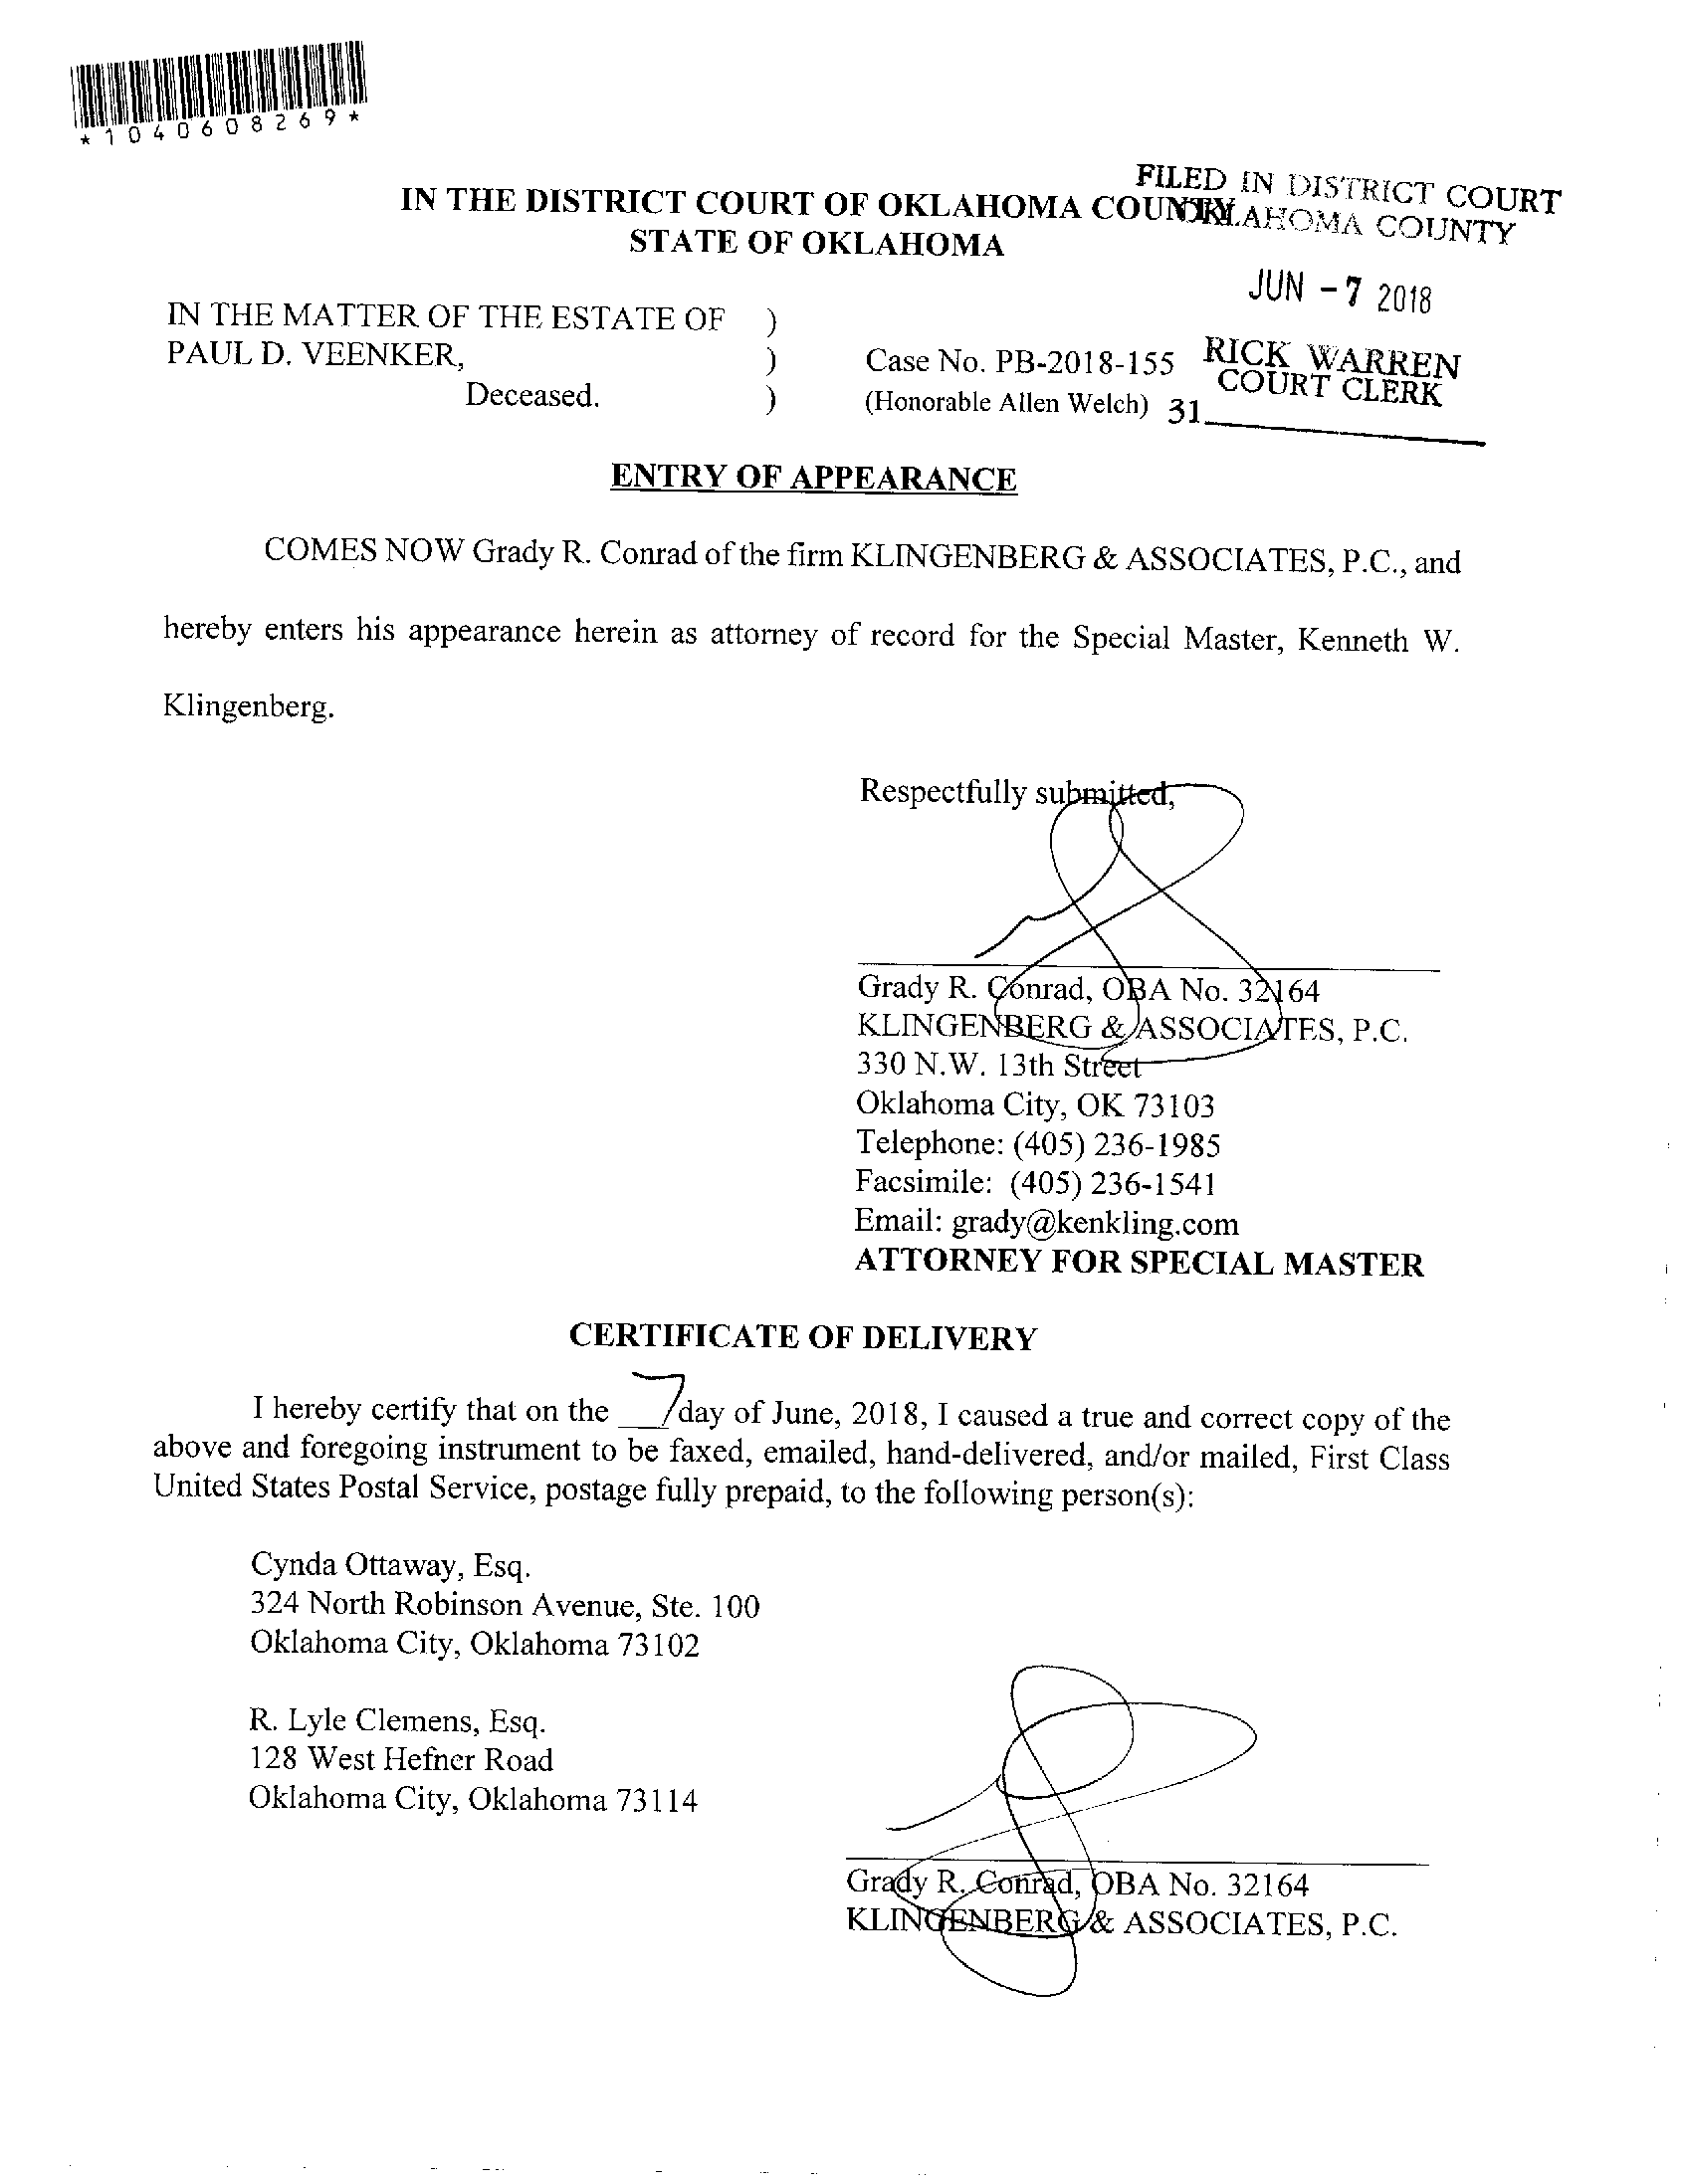 *1040608269*
FILED IN DISTRICT COURT
IN THE DISTRICT COURT OF OKLAHOMA COUNTY
OKLAHOMA COUNTY
STATE OF OKLAHOMA
JUN - 7 2018
IN THE MATTER OF THE ESTATE OF )
PAUL D. VEENKER, ) Case No. PB-2018-155
RICK WARREN
COURT CLERK
Deceased. ) (Honorable Allen Welch)
31
ENTRY OF APPEARANCE
COMES NOW Grady R. Conrad of the firm KLINGENBERG & ASSOCIATES, P.C., and
hereby enters his appearance herein as attorney of record for the Special Master, Kenneth W.
Klingenberg.
Respectfully submitted,
Grady R. Conrad, OBA No. 32164
KLINGENBERG & ASSOCIATES, P.C.
330 N.W. 13th Street
Oklahoma City, OK 73103
Telephone: (405) 236-1985
Facsimile: (405) 236-1541
Email: grady@kenkling.com
ATTORNEY FOR SPECIAL MASTER
CERTIFICATE OF DELIVERY
I hereby certify that on the 7 day of June, 2018, I caused a true and correct copy of the
above and foregoing instrument to be faxed, emailed, hand-delivered, and/or mailed, First Class
United States Postal Service, postage fully prepaid, to the following person(s):
Cynda Ottaway, Esq.
324 North Robinson Avenue, Ste. 100
Oklahoma City, Oklahoma 73102
R. Lyle Clemens, Esq.
128 West Hefner Road
Oklahoma City, Oklahoma 73114
Grady R. Conrad, OBA No. 32164
KLINGENBERG & ASSOCIATES, P.C.